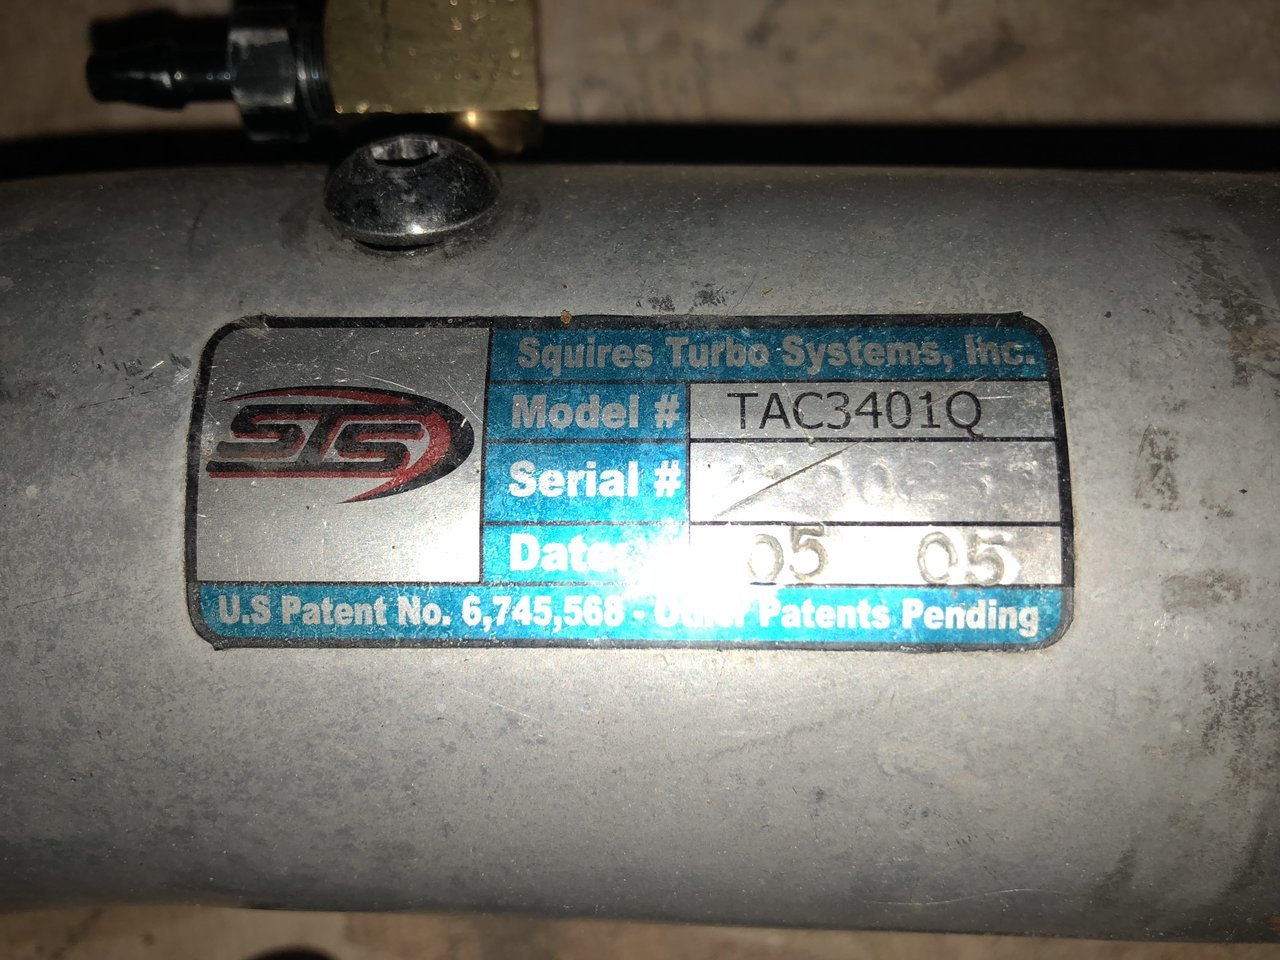 Squires Turbo Systems, Inc.
STS
Model # TAC3401Q
Serial #
Date: 05 05
U.S Patent No. 6,745,568 - Other Patents Pending